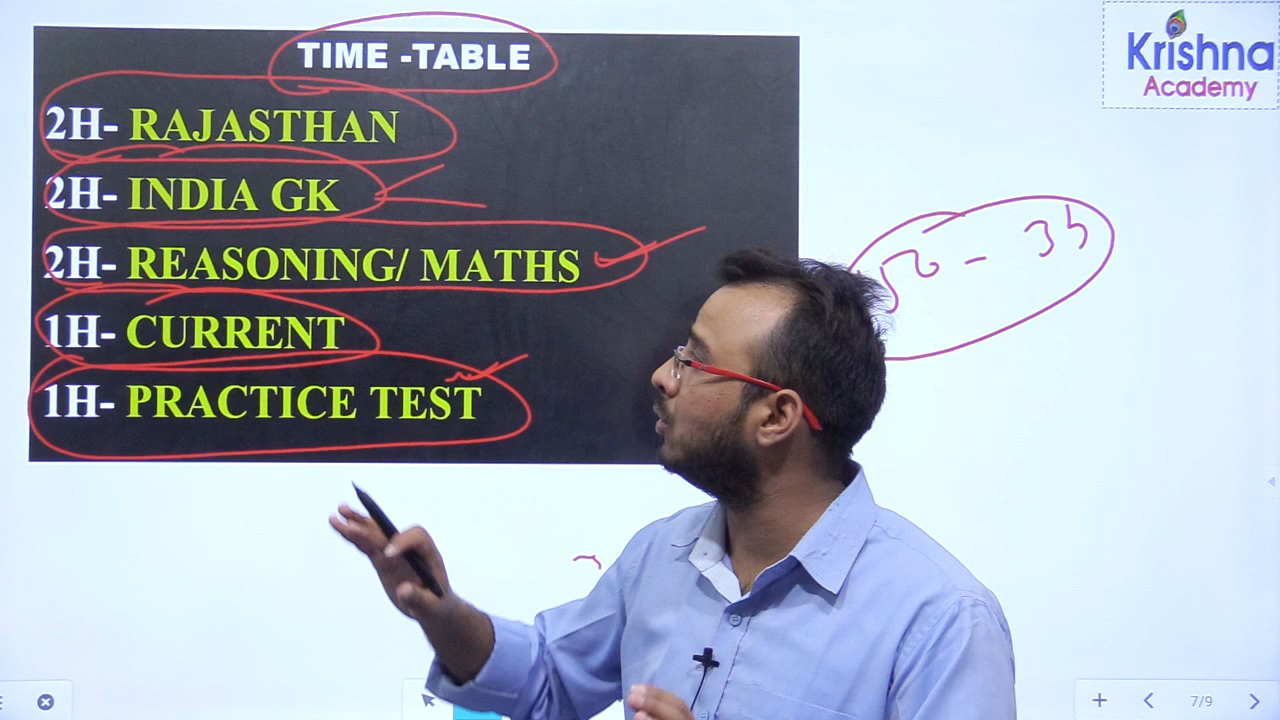 TIME -TABLE
2H- RAJASTHAN
2H- INDIA GK
2H- REASONING/ MATHS
1H- CURRENT
1H- PRACTICE TEST
Krishna
Academy
7/9